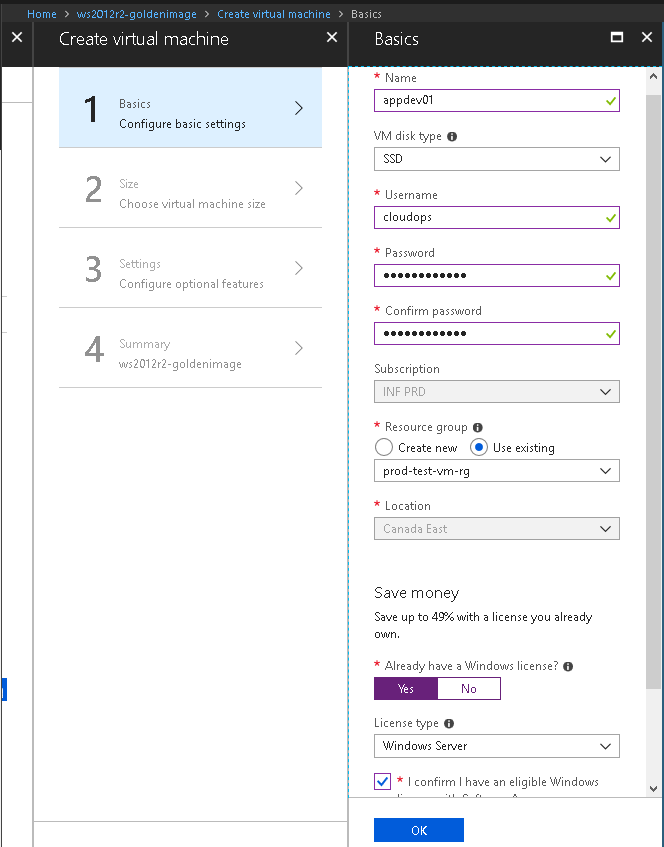 Home > ws2012r2-goldenimage > Create virtual machine > Basics
Create virtual machine
Basics
1
Basics
Configure basic settings
2
Size
Choose virtual machine size
3
Settings
Configure optional features
4
Summary
ws2012r2-goldenimage
* Name
appdev01
VM disk type
SSD
* Username
cloudops
* Password
••••••••••••
* Confirm password
••••••••••••
Subscription
INF PRD
* Resource group
Create new Use existing
prod-test-vm-rg
* Location
Canada East
Save money
Save up to 49% with a license you already
own.
* Already have a Windows license?
Yes No
License type
Windows Server
* I confirm I have an eligible Windows
OK